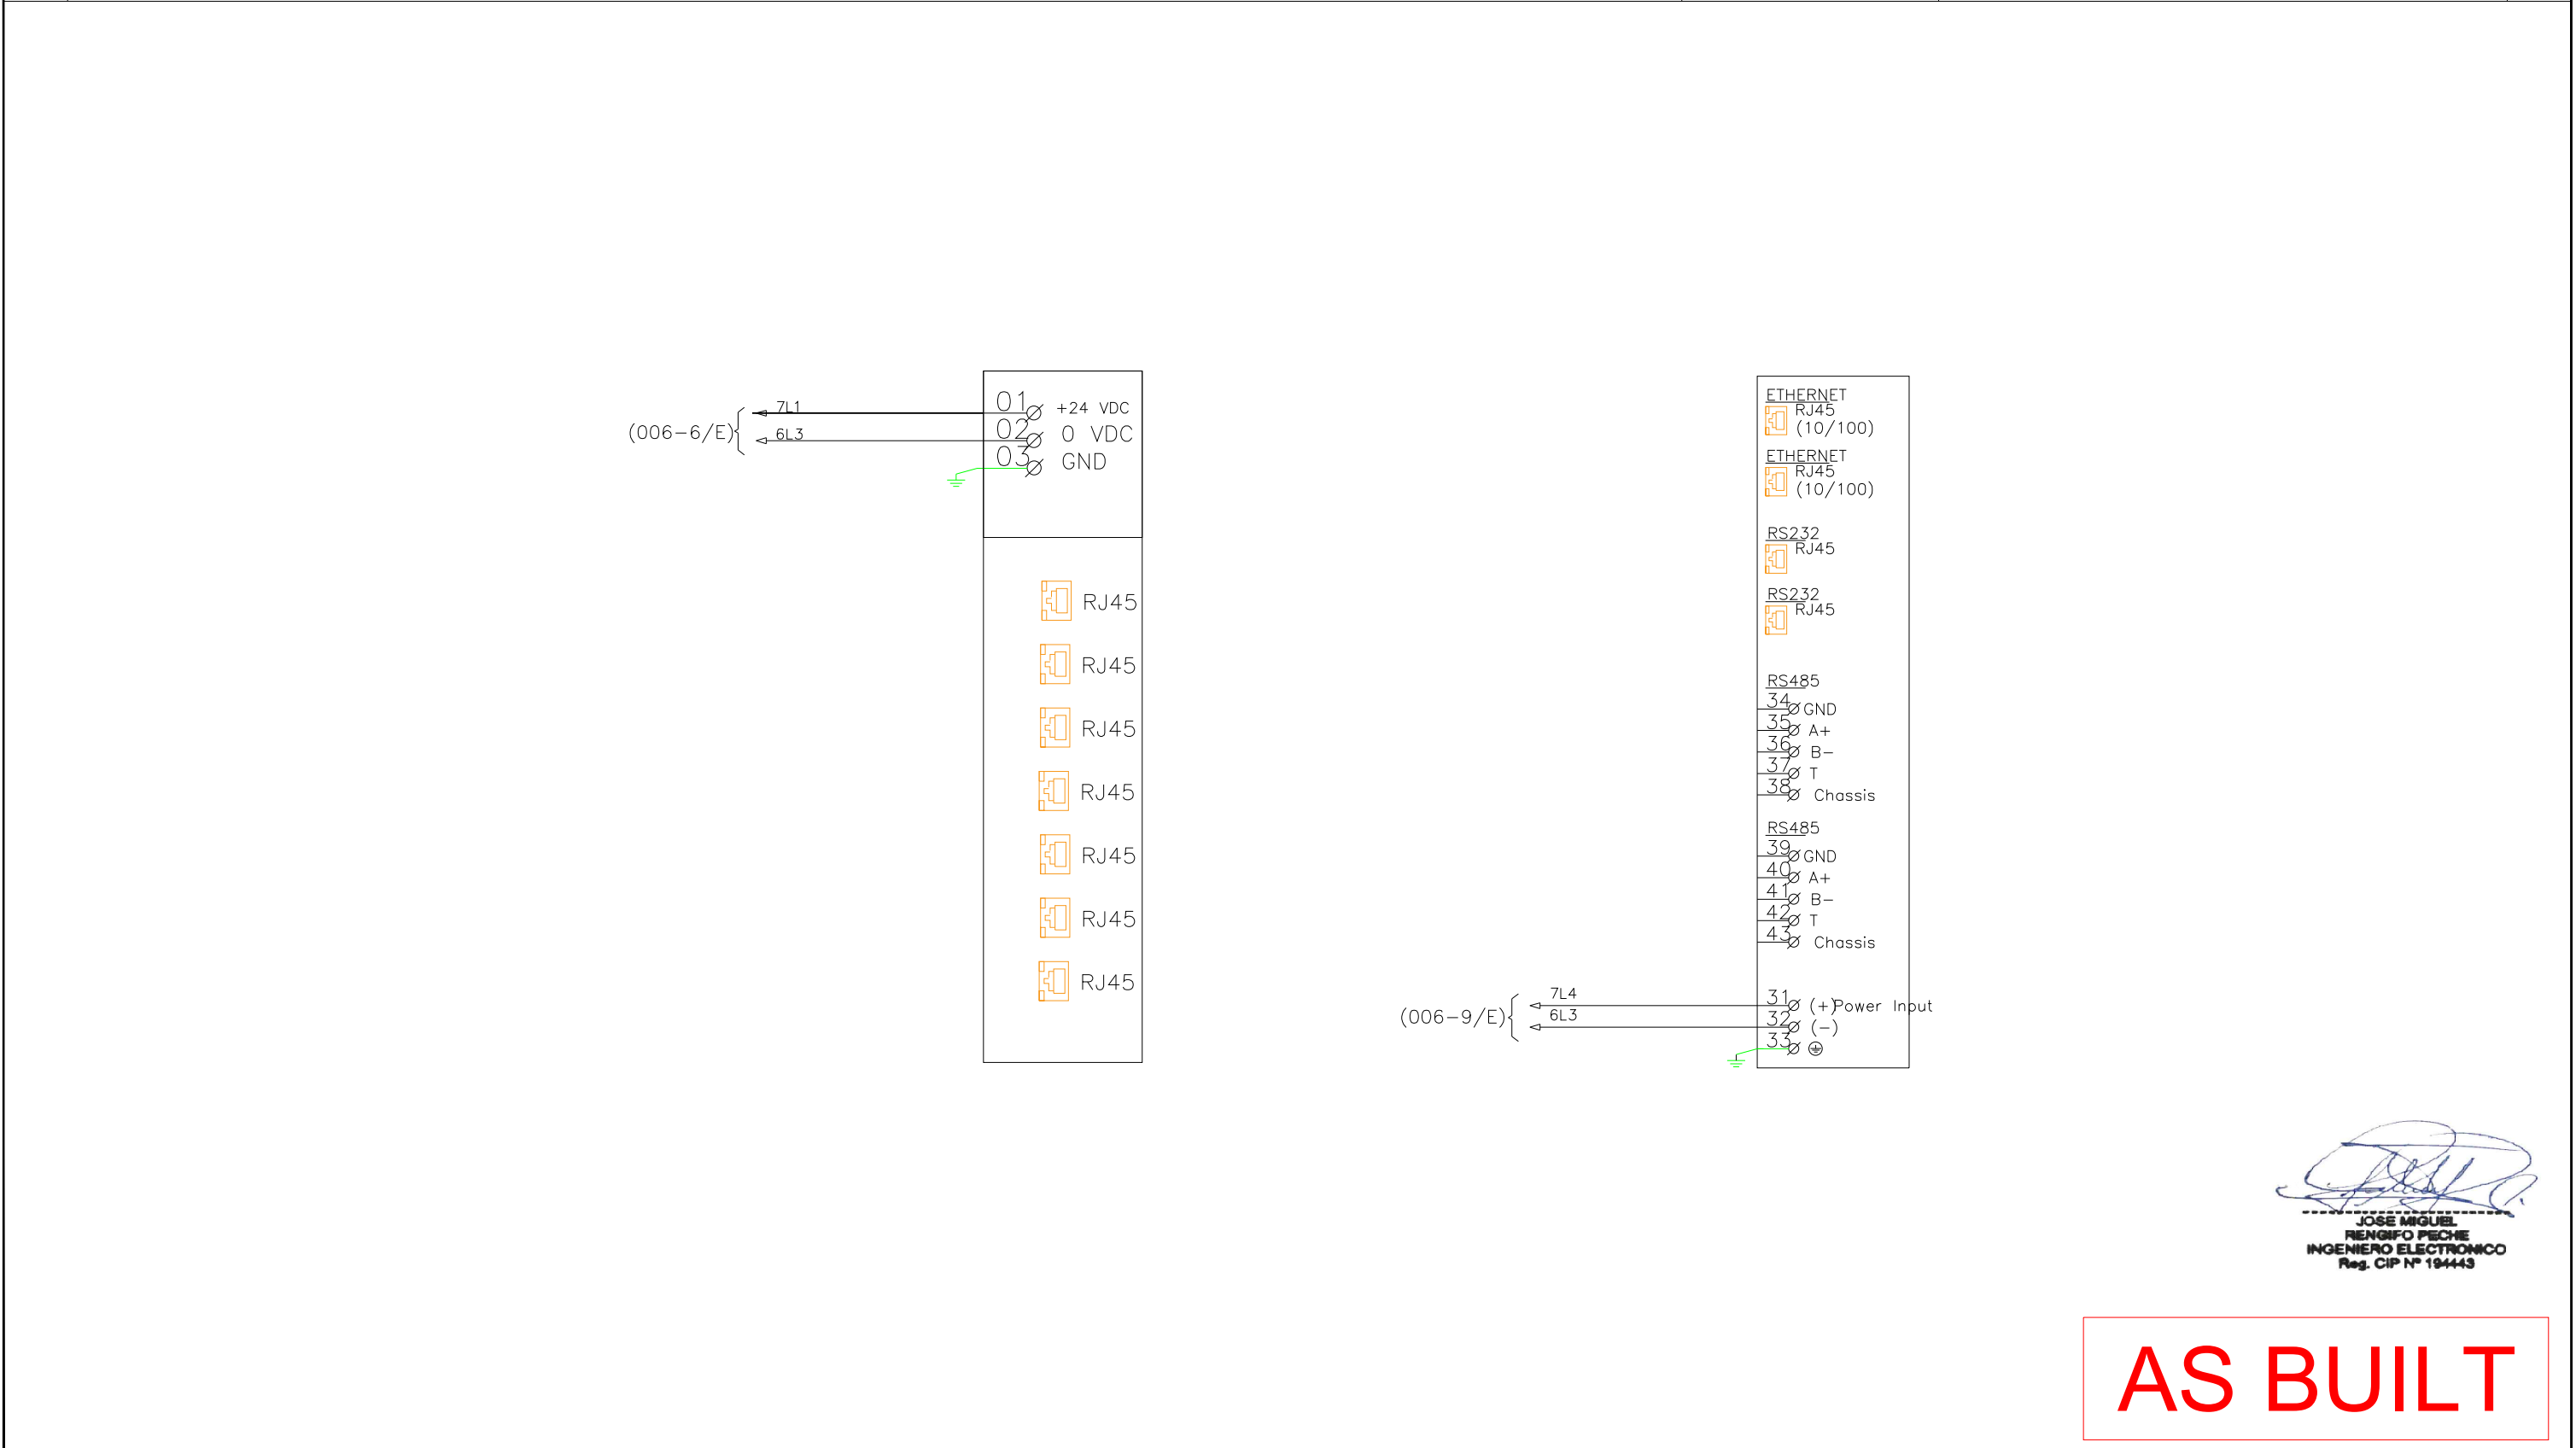 01 +24 VDC
7L1
(006-6/E)
02 0 VDC
6L3
03 GND
RJ45
RJ45
RJ45
RJ45
RJ45
RJ45
RJ45
ETHERNET
RJ45
(10/100)
ETHERNET
RJ45
(10/100)
RS232
RJ45
RS232
RJ45
RS485
34 GND
35 A+
36 B-
37 T
38 Chassis
RS485
39 GND
40 A+
41 B-
42 T
43 Chassis
7L4
31 (+)Power Input
(006-9/E)
6L3
32 (-)
33
JOSE MIGUEL
RENGIFO PECHE
INGENIERO ELECTRONICO
Reg. CIP Nº 194443
AS BUILT